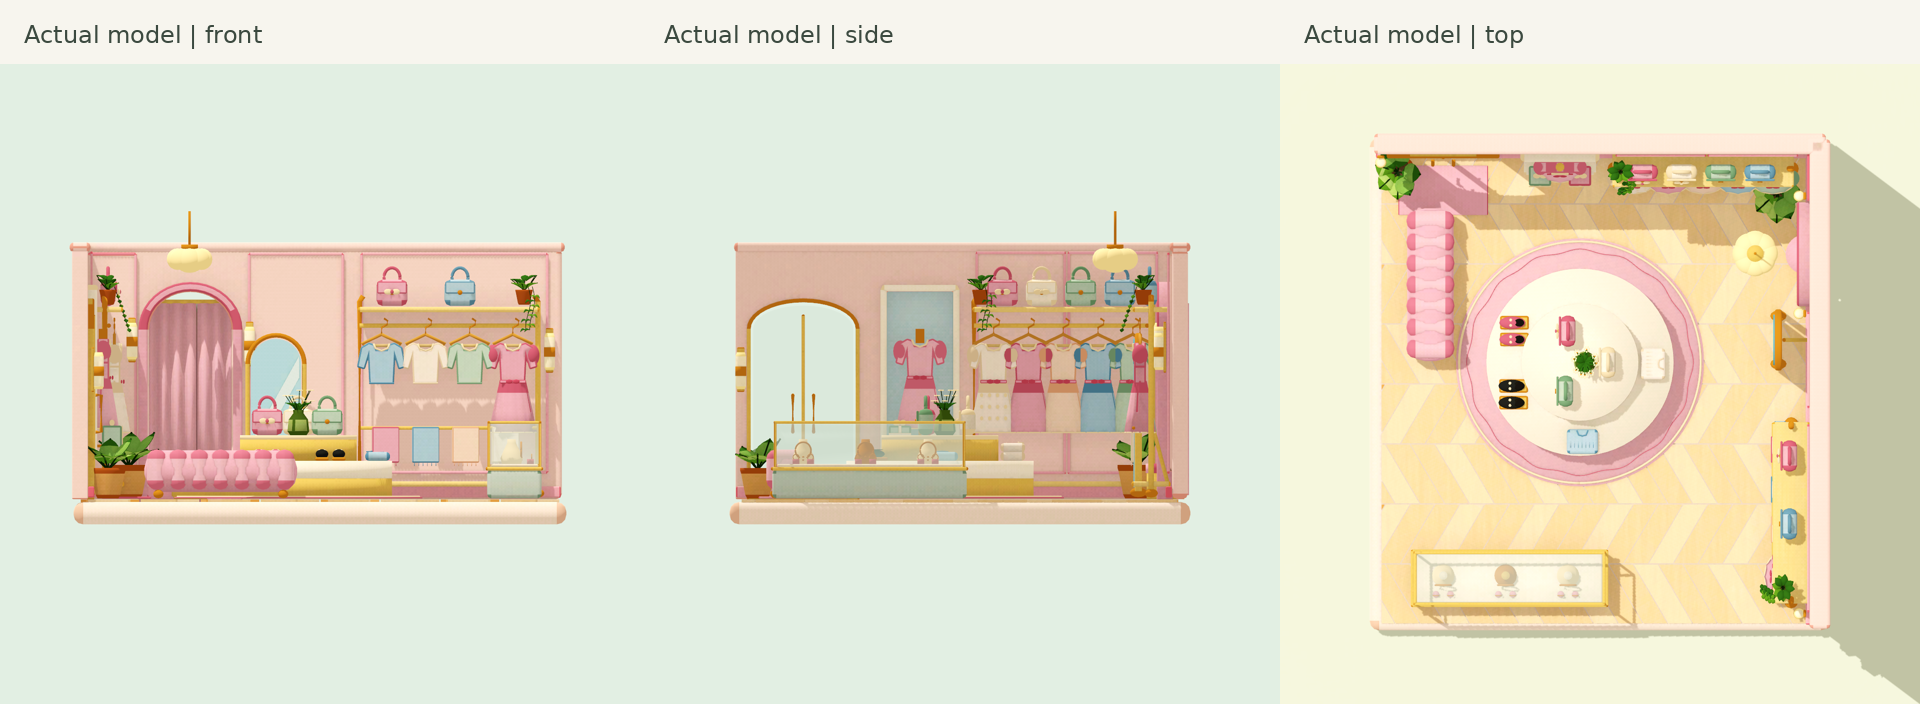 Actual model | front
Actual model | side
Actual model | top